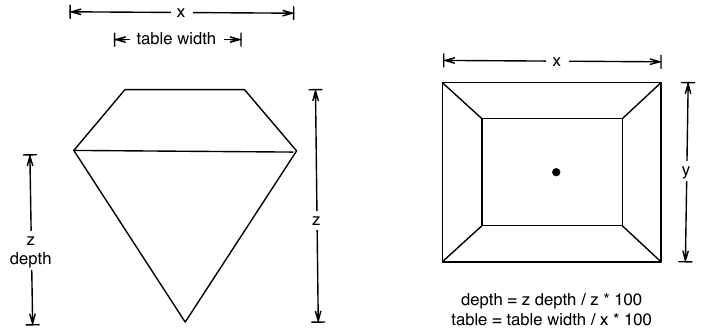 x
table width
z
z
depth
x
y
depth = z depth / z * 100
table = table width / x * 100